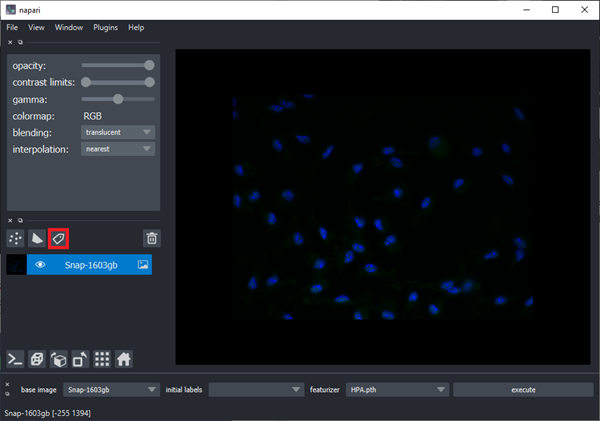 napari
File View Window Plugins Help
opacity:
contrast limits:
gamma:
colormap: RGB
blending: translucent
interpolation: nearest
Snap-1603gb
base image Snap-1603gb initial labels featurizer HPA.pth execute
Snap-1603gb [-255 1394]